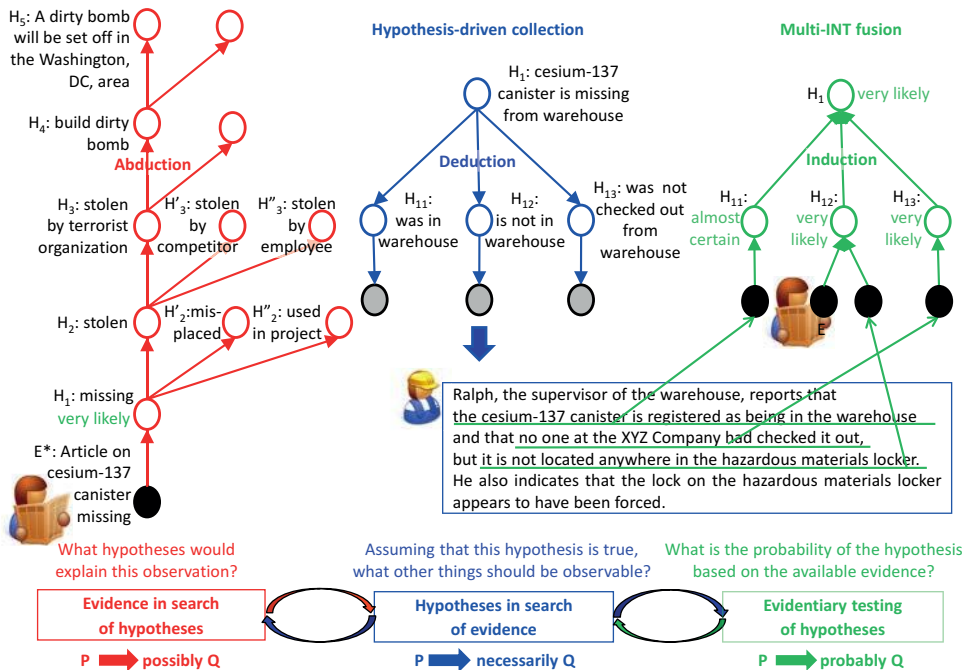 H5: A dirty bomb
will be set off in
the Washington,
DC, area
H4: build dirty
bomb
Abduction
H3: stolen
by terrorist
organization
H'3: stolen
by
competitor
H"3: stolen
by
employee
H2: stolen
H'2:mis-
placed
H"2: used
in project
H1: missing
very likely
E*: Article on
cesium-137
canister
missing
Hypothesis-driven collection
H1: cesium-137
canister is missing
from warehouse
Deduction
H11:
was in
warehouse
H12:
is not in
warehouse
H13: was not
checked out
from
warehouse
Multi-INT fusion
H1
very likely
Induction
H11:
almost
certain
H12:
very
likely
H13:
very
likely
E
Ralph, the supervisor of the warehouse, reports that
the cesium-137 canister is registered as being in the warehouse
and that no one at the XYZ Company had checked it out,
but it is not located anywhere in the hazardous materials locker.
He also indicates that the lock on the hazardous materials locker
appears to have been forced.
What hypotheses would
explain this observation?
Evidence in search
of hypotheses
P possibly Q
Assuming that this hypothesis is true,
what other things should be observable?
Hypotheses in search
of evidence
P necessarily Q
What is the probability of the hypothesis
based on the available evidence?
Evidentiary testing
of hypotheses
P probably Q